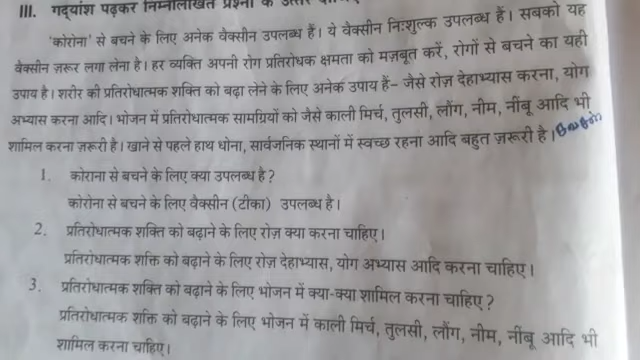 III. गद्यांश पढ़कर निम्नलिखित प्रश्नों के उत्तर
'कोरोना' से बचने के लिए अनेक वैक्सीन उपलब्ध हैं। ये वैक्सीन निःशुल्क उपलब्ध हैं। सबको यह
वैक्सीन ज़रूर लगा लेना है। हर व्यक्ति अपनी रोग प्रतिरोधक क्षमता को मज़बूत करें, रोगों से बचने का यही
उपाय है। शरीर की प्रतिरोधात्मक शक्ति को बढ़ा लेने के लिए अनेक उपाय हैं– जैसे रोज़ देहाभ्यास करना, योग
अभ्यास करना आदि। भोजन में प्रतिरोधात्मक सामग्रियों को जैसे काली मिर्च, तुलसी, लौंग, नीम, नींबू आदि भी
शामिल करना ज़रूरी है। खाने से पहले हाथ धोना, सार्वजनिक स्थानों में स्वच्छ रहना आदि बहुत ज़रूरी है।
1. कोराना से बचने के लिए क्या उपलब्ध है?
कोरोना से बचने के लिए वैक्सीन (टीका) उपलब्ध है।
2. प्रतिरोधात्मक शक्ति को बढ़ाने के लिए रोज़ क्या करना चाहिए।
प्रतिरोधात्मक शक्ति को बढ़ाने के लिए रोज़ देहाभ्यास, योग अभ्यास आदि करना चाहिए।
3. प्रतिरोधात्मक शक्ति को बढ़ाने के लिए भोजन में क्या-क्या शामिल करना चाहिए?
प्रतिरोधात्मक शक्ति को बढ़ाने के लिए भोजन में काली मिर्च, तुलसी, लौंग, नीम, नींबू आदि भी
शामिल करना चाहिए।